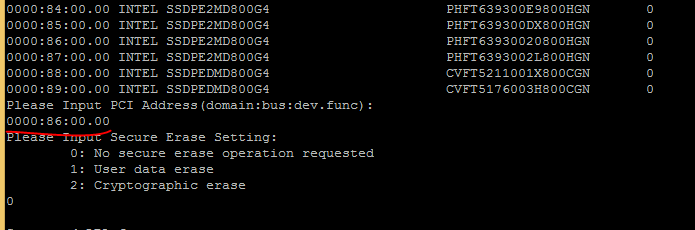 0000:84:00.00 INTEL SSDPE2MD800G4 PHFT639300E9800HGN 0
0000:85:00.00 INTEL SSDPE2MD800G4 PHFT639300DX800HGN 0
0000:86:00.00 INTEL SSDPE2MD800G4 PHFT63930020800HGN 0
0000:87:00.00 INTEL SSDPE2MD800G4 PHFT6393002L800HGN 0
0000:88:00.00 INTEL SSDPEDMD800G4 CVFT5211001X800CGN 0
0000:89:00.00 INTEL SSDPEDMD800G4 CVFT5176003H800CGN 0
Please Input PCI Address(domain:bus:dev.func):
0000:86:00.00
Please Input Secure Erase Setting:
0: No secure erase operation requested
1: User data erase
2: Cryptographic erase
0